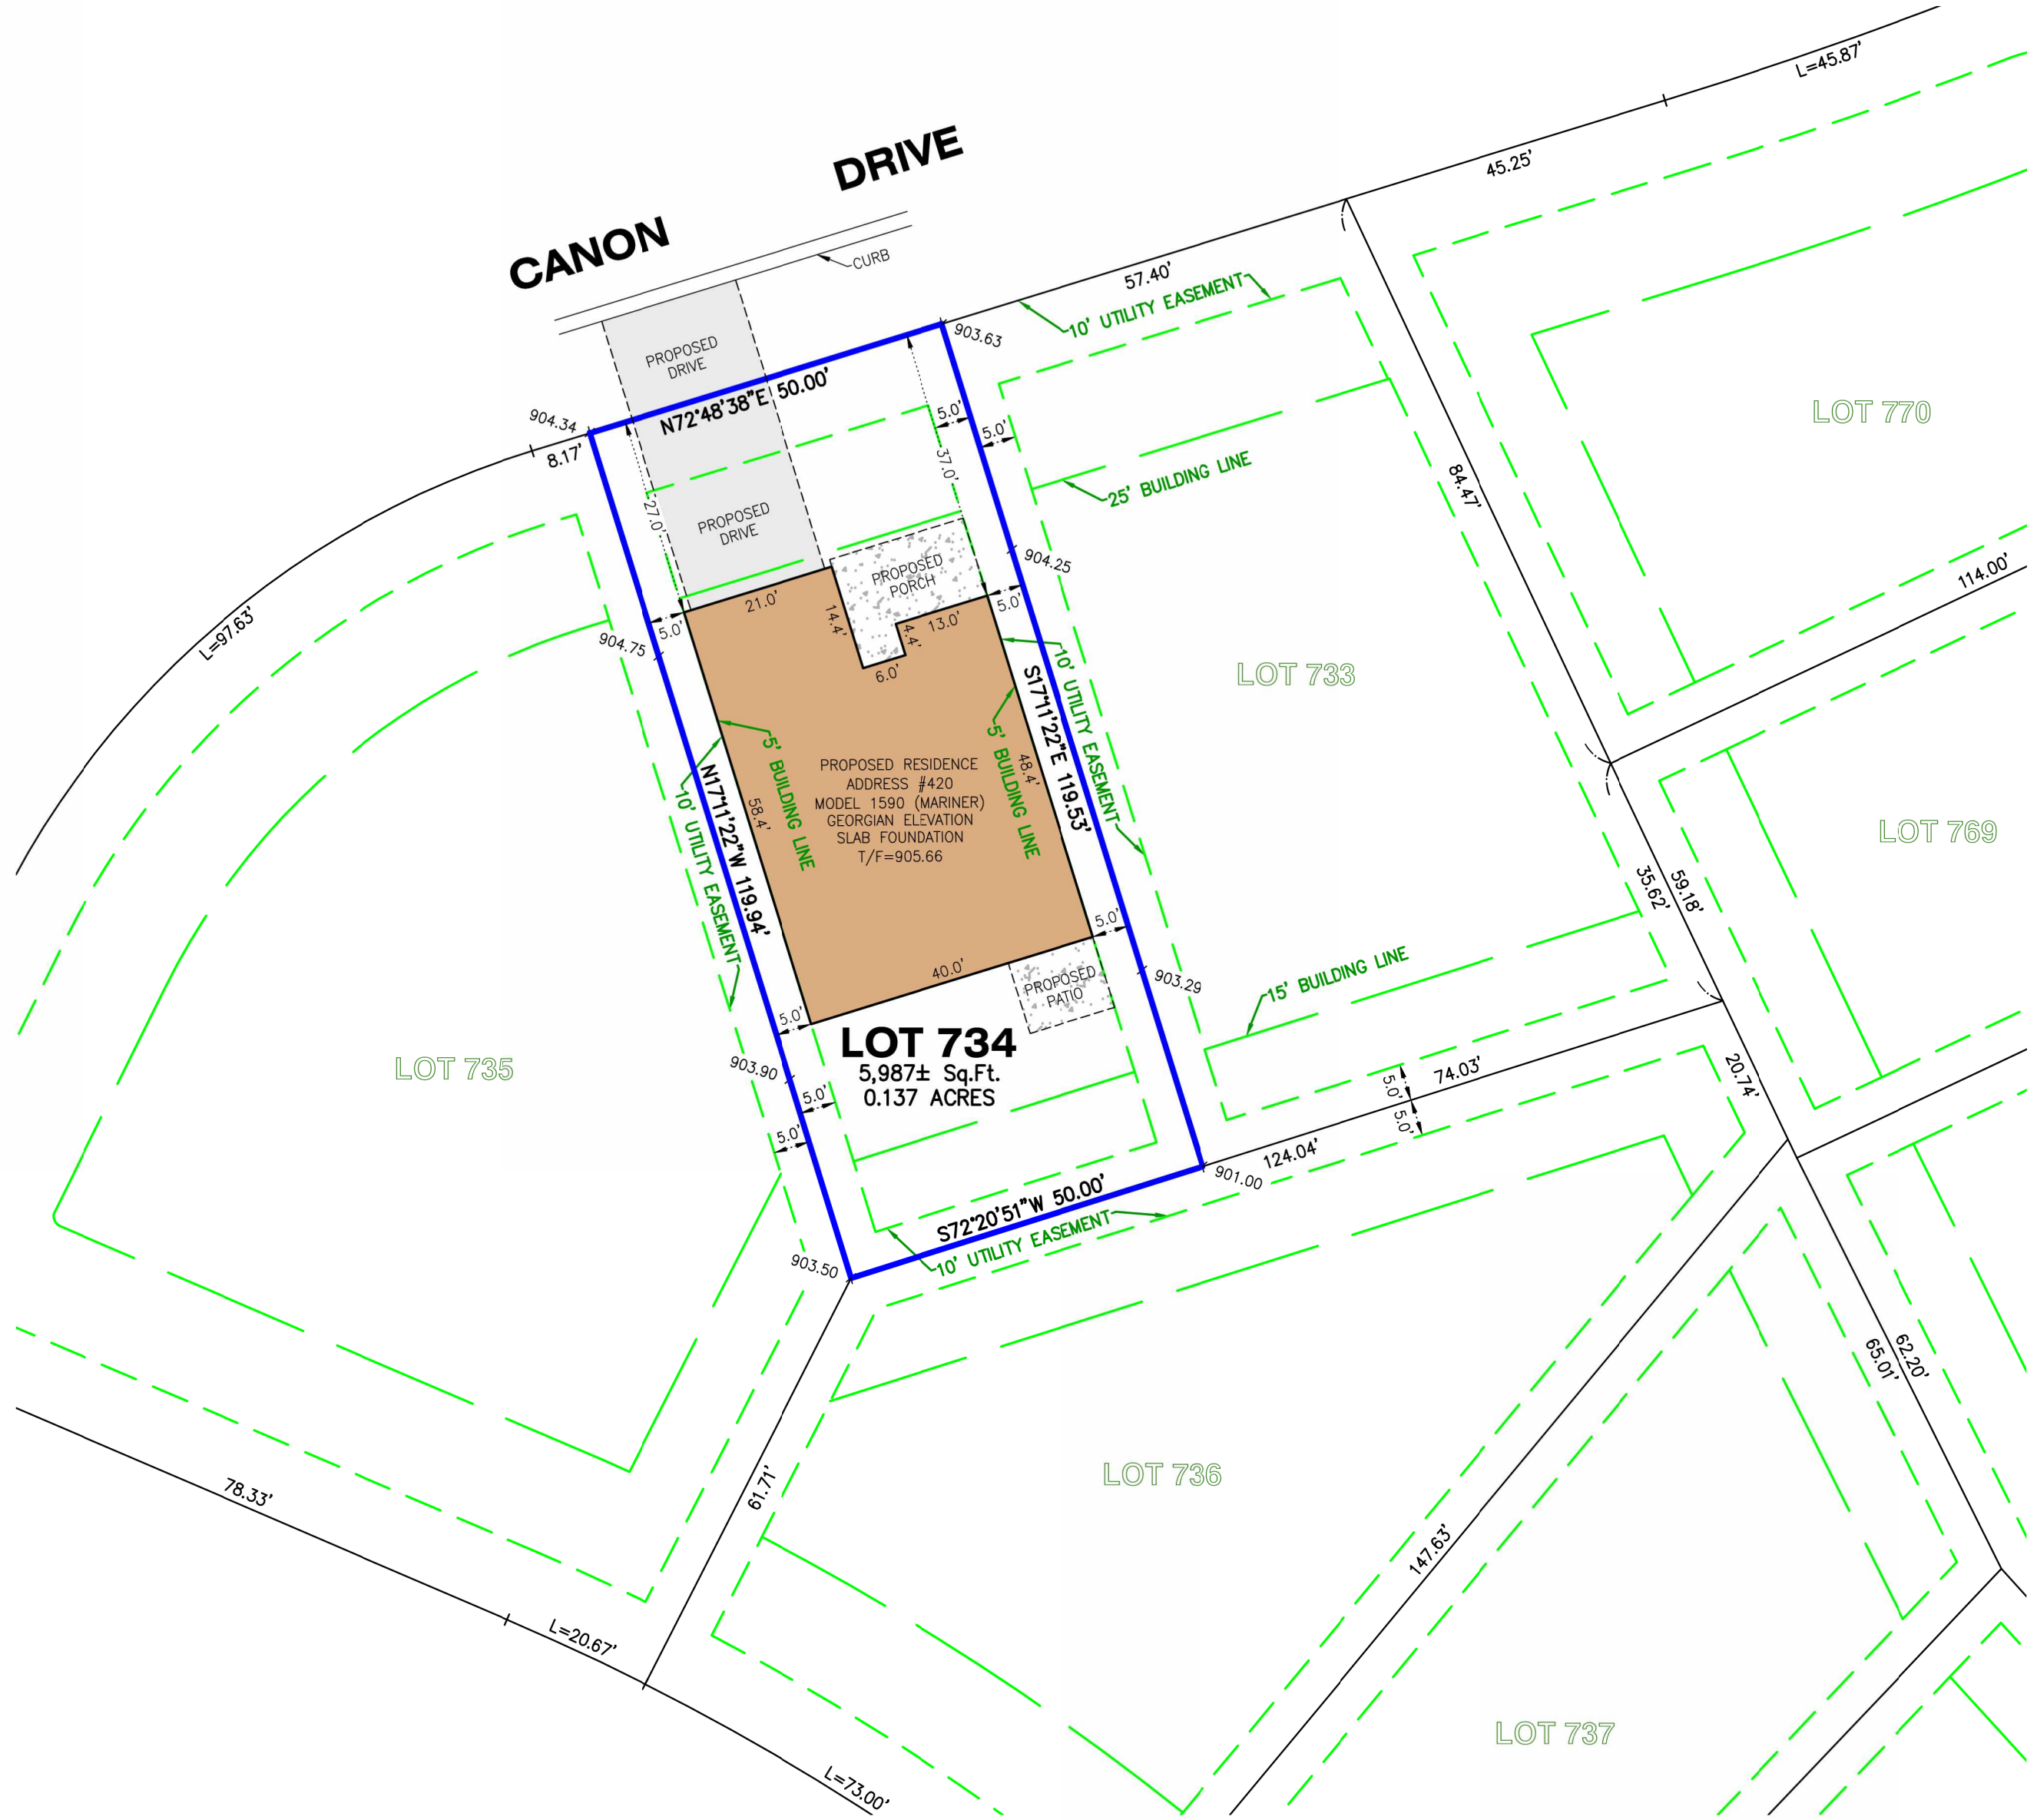 L=45.87'
DRIVE
CANON
45.25'
CURB
57.40'
10' UTILITY EASEMENT
903.63
PROPOSED
DRIVE
N72°48'38"E 50.00'
904.34
8.17'
5.0'
5.0'
37.0'
LOT 770
25' BUILDING LINE
84.47'
27.0'
PROPOSED
DRIVE
904.25
PROPOSED
PORCH
114.00'
21.0'
14.4'
4.4'
13.0'
5.0'
L=97.63'
5.0'
904.75
6.0'
LOT 733
10' UTILITY EASEMENT
S17°11'22"E 119.53'
5' BUILDING LINE
5' BUILDING LINE
48.4'
PROPOSED RESIDENCE
ADDRESS #420
MODEL 1590 (MARINER)
GEORGIAN ELEVATION
SLAB FOUNDATION
T/F=905.66
58.4'
N17°11'22"W 119.94'
10' UTILITY EASEMENT
LOT 769
35.62'
59.18'
5.0'
40.0'
PROPOSED
PATIO
903.29
15' BUILDING LINE
5.0'
LOT 734
5,987± Sq.Ft.
0.137 ACRES
LOT 735
903.90
5.0'
5.0'
74.03'
5.0'
5.0'
20.74'
124.04'
901.00
S72°20'51"W 50.00'
10' UTILITY EASEMENT
903.50
65.01'
62.20'
LOT 736
61.71'
78.33'
147.63'
L=20.67'
LOT 737
L=73.00'